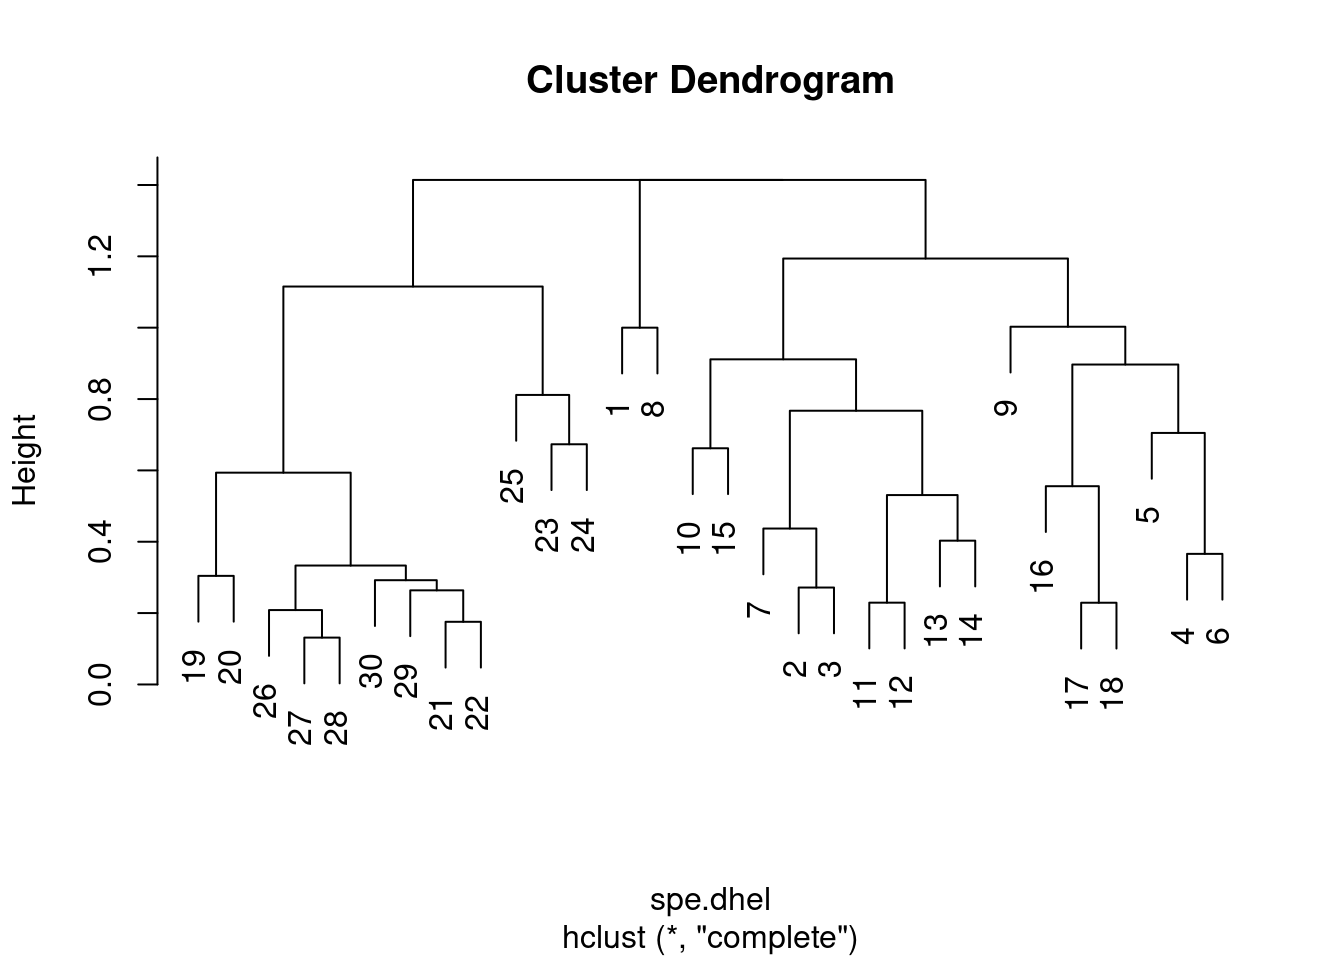 Cluster Dendrogram
Height
0.0 0.4 0.8 1.2
19 20 26 27 28 30 29 21 22 25 23 24 1 8 10 15 7 2 3 11 12 13 14 9 16 17 18 5 4 6
spe.dhel
hclust (*, "complete")